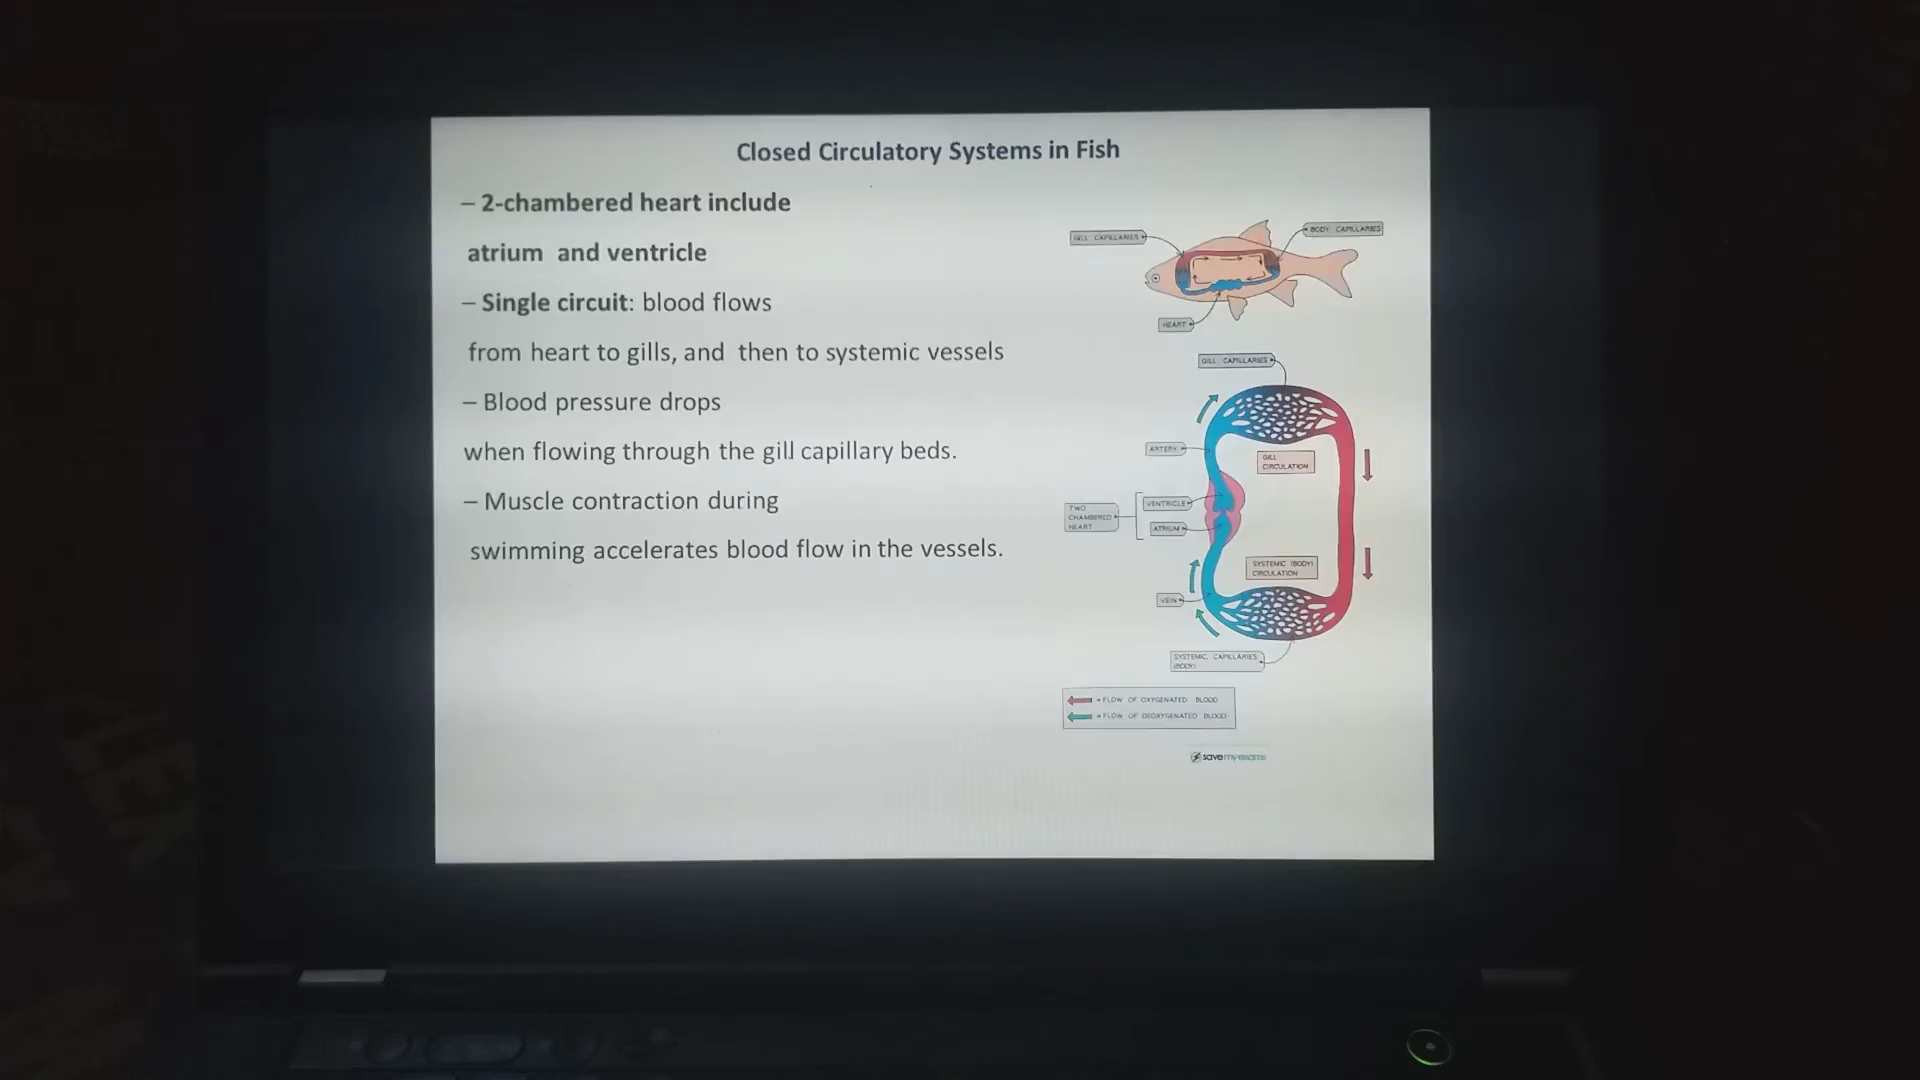 Closed Circulatory Systems in Fish
– 2-chambered heart include
atrium and ventricle
– Single circuit: blood flows
from heart to gills, and then to systemic vessels
– Blood pressure drops
when flowing through the gill capillary beds.
– Muscle contraction during
swimming accelerates blood flow in the vessels.
GILL CAPILLARIES
BODY CAPILLARIES
HEART
GILL CAPILLARIES
ARTERY
GILL
CIRCULATION
TWO
CHAMBERED
HEART
VENTRICLE
ATRIUM
SYSTEMIC (BODY)
CIRCULATION
VEIN
SYSTEMIC CAPILLARIES
(BODY)
= FLOW OF OXYGENATED BLOOD
= FLOW OF DEOXYGENATED BLOOD
savemyexams